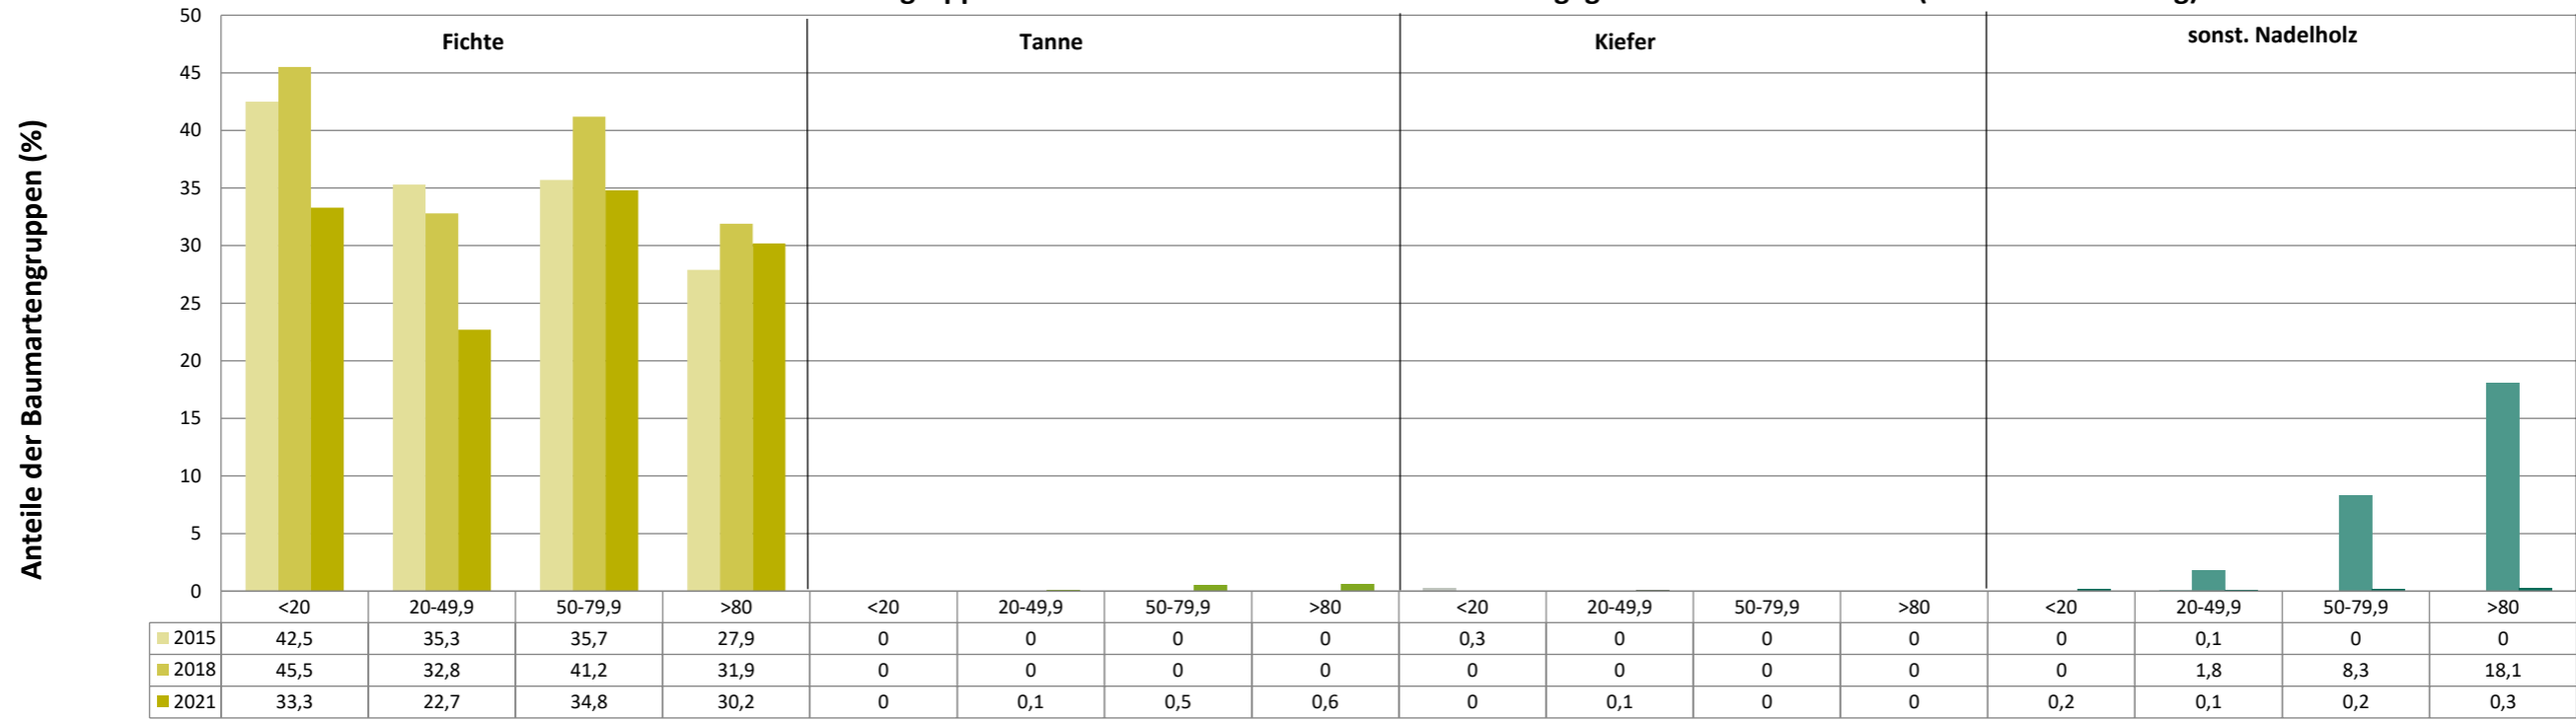 50
Fichte Tanne Kiefer sonst. Nadelholz
45
40
35
30
25
20
15
10
5
0
Anteile der Baumartengruppen (%)
<20 20-49,9 50-79,9 >80 <20 20-49,9 50-79,9 >80 <20 20-49,9 50-79,9 >80 <20 20-49,9 50-79,9 >80
2015 42,5 35,3 35,7 27,9 0 0 0 0 0,3 0 0 0 0 0,1 0 0
2018 45,5 32,8 41,2 31,9 0 0 0 0 0 0 0 0 0 1,8 8,3 18,1
2021 33,3 22,7 34,8 30,2 0 0,1 0,5 0,6 0 0,1 0 0 0,2 0,1 0,2 0,3